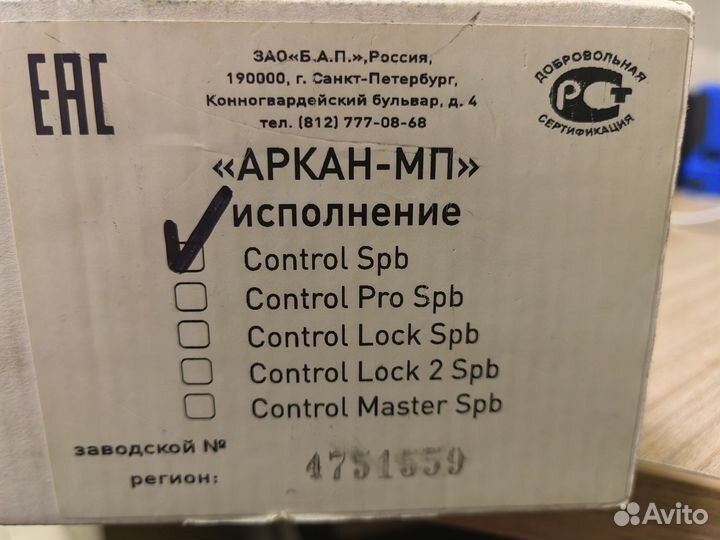 ЕАС
ЗАО«Б.А.П.»,Россия,
190000, г. Санкт-Петербург,
Конногвардейский бульвар, д. 4
тел. (812) 777-08-68
ДОБРОВОЛЬНАЯ
РСТ
СЕРТИФИКАЦИЯ
«АРКАН-МП»
исполнение
Control Spb
Control Pro Spb
Control Lock Spb
Control Lock 2 Spb
Control Master Spb
заводской №
регион:
4751559
Avito